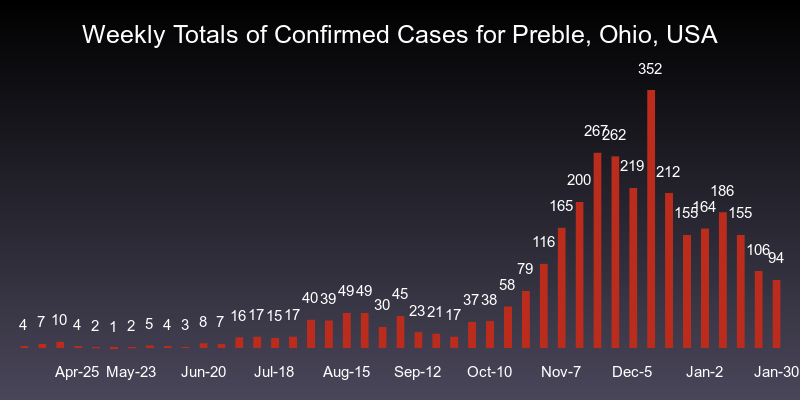 Weekly Totals of Confirmed Cases for Preble, Ohio, USA
4 7 10 4 2 1 2 5 4 3 8 7 16 17 15 17 40 39 49 49 30 45 23 21 17 37 38 58 79 116 165 200 267 262 219 352 212 155 164 186 155 106 94
Apr-25 May-23 Jun-20 Jul-18 Aug-15 Sep-12 Oct-10 Nov-7 Dec-5 Jan-2 Jan-30